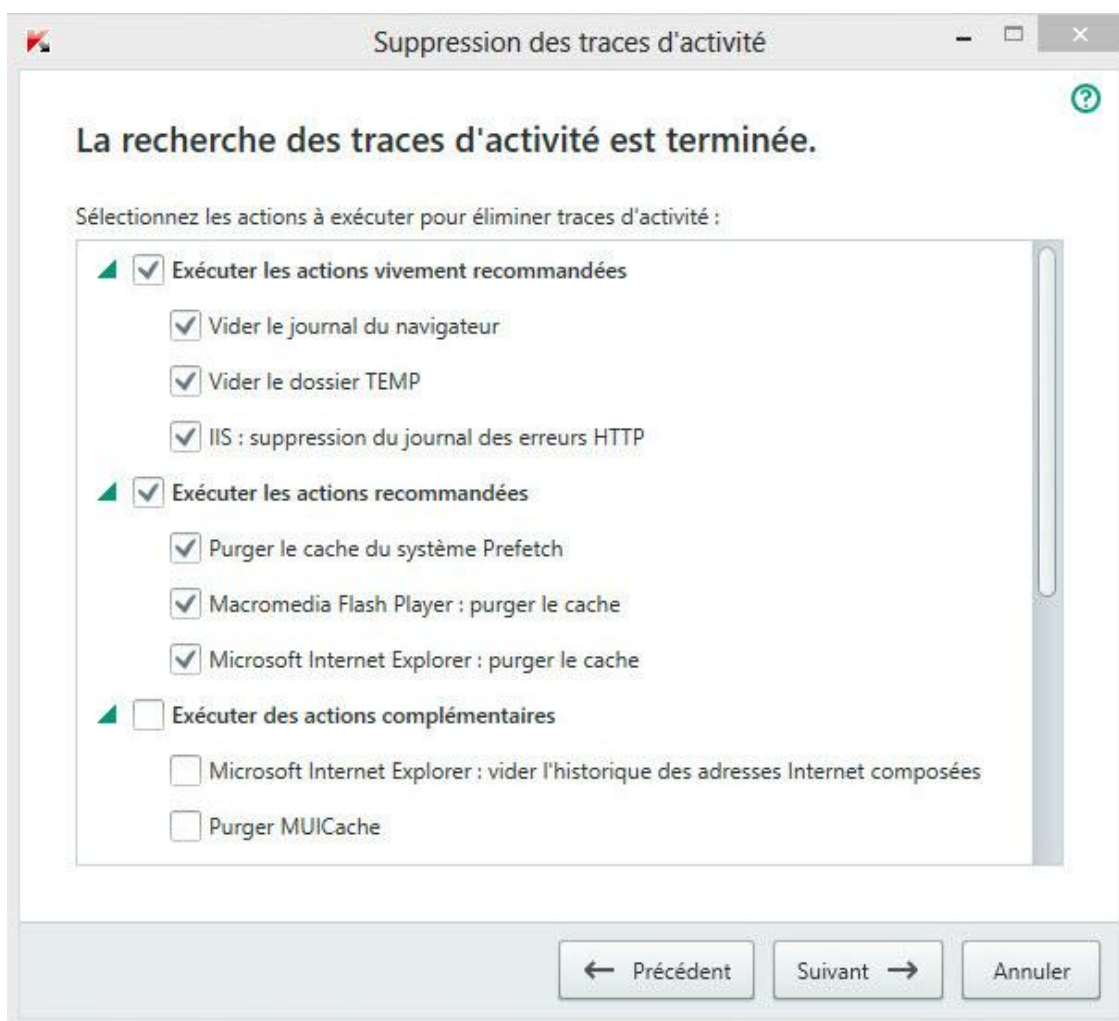 Suppression des traces d'activité
La recherche des traces d'activité est terminée.
Sélectionnez les actions à exécuter pour éliminer traces d'activité :
Exécuter les actions vivement recommandées
Vider le journal du navigateur
Vider le dossier TEMP
IIS : suppression du journal des erreurs HTTP
Exécuter les actions recommandées
Purger le cache du système Prefetch
Macromedia Flash Player : purger le cache
Microsoft Internet Explorer : purger le cache
Exécuter des actions complémentaires
Microsoft Internet Explorer : vider l'historique des adresses Internet composées
Purger MUICache
Précédent
Suivant
Annuler